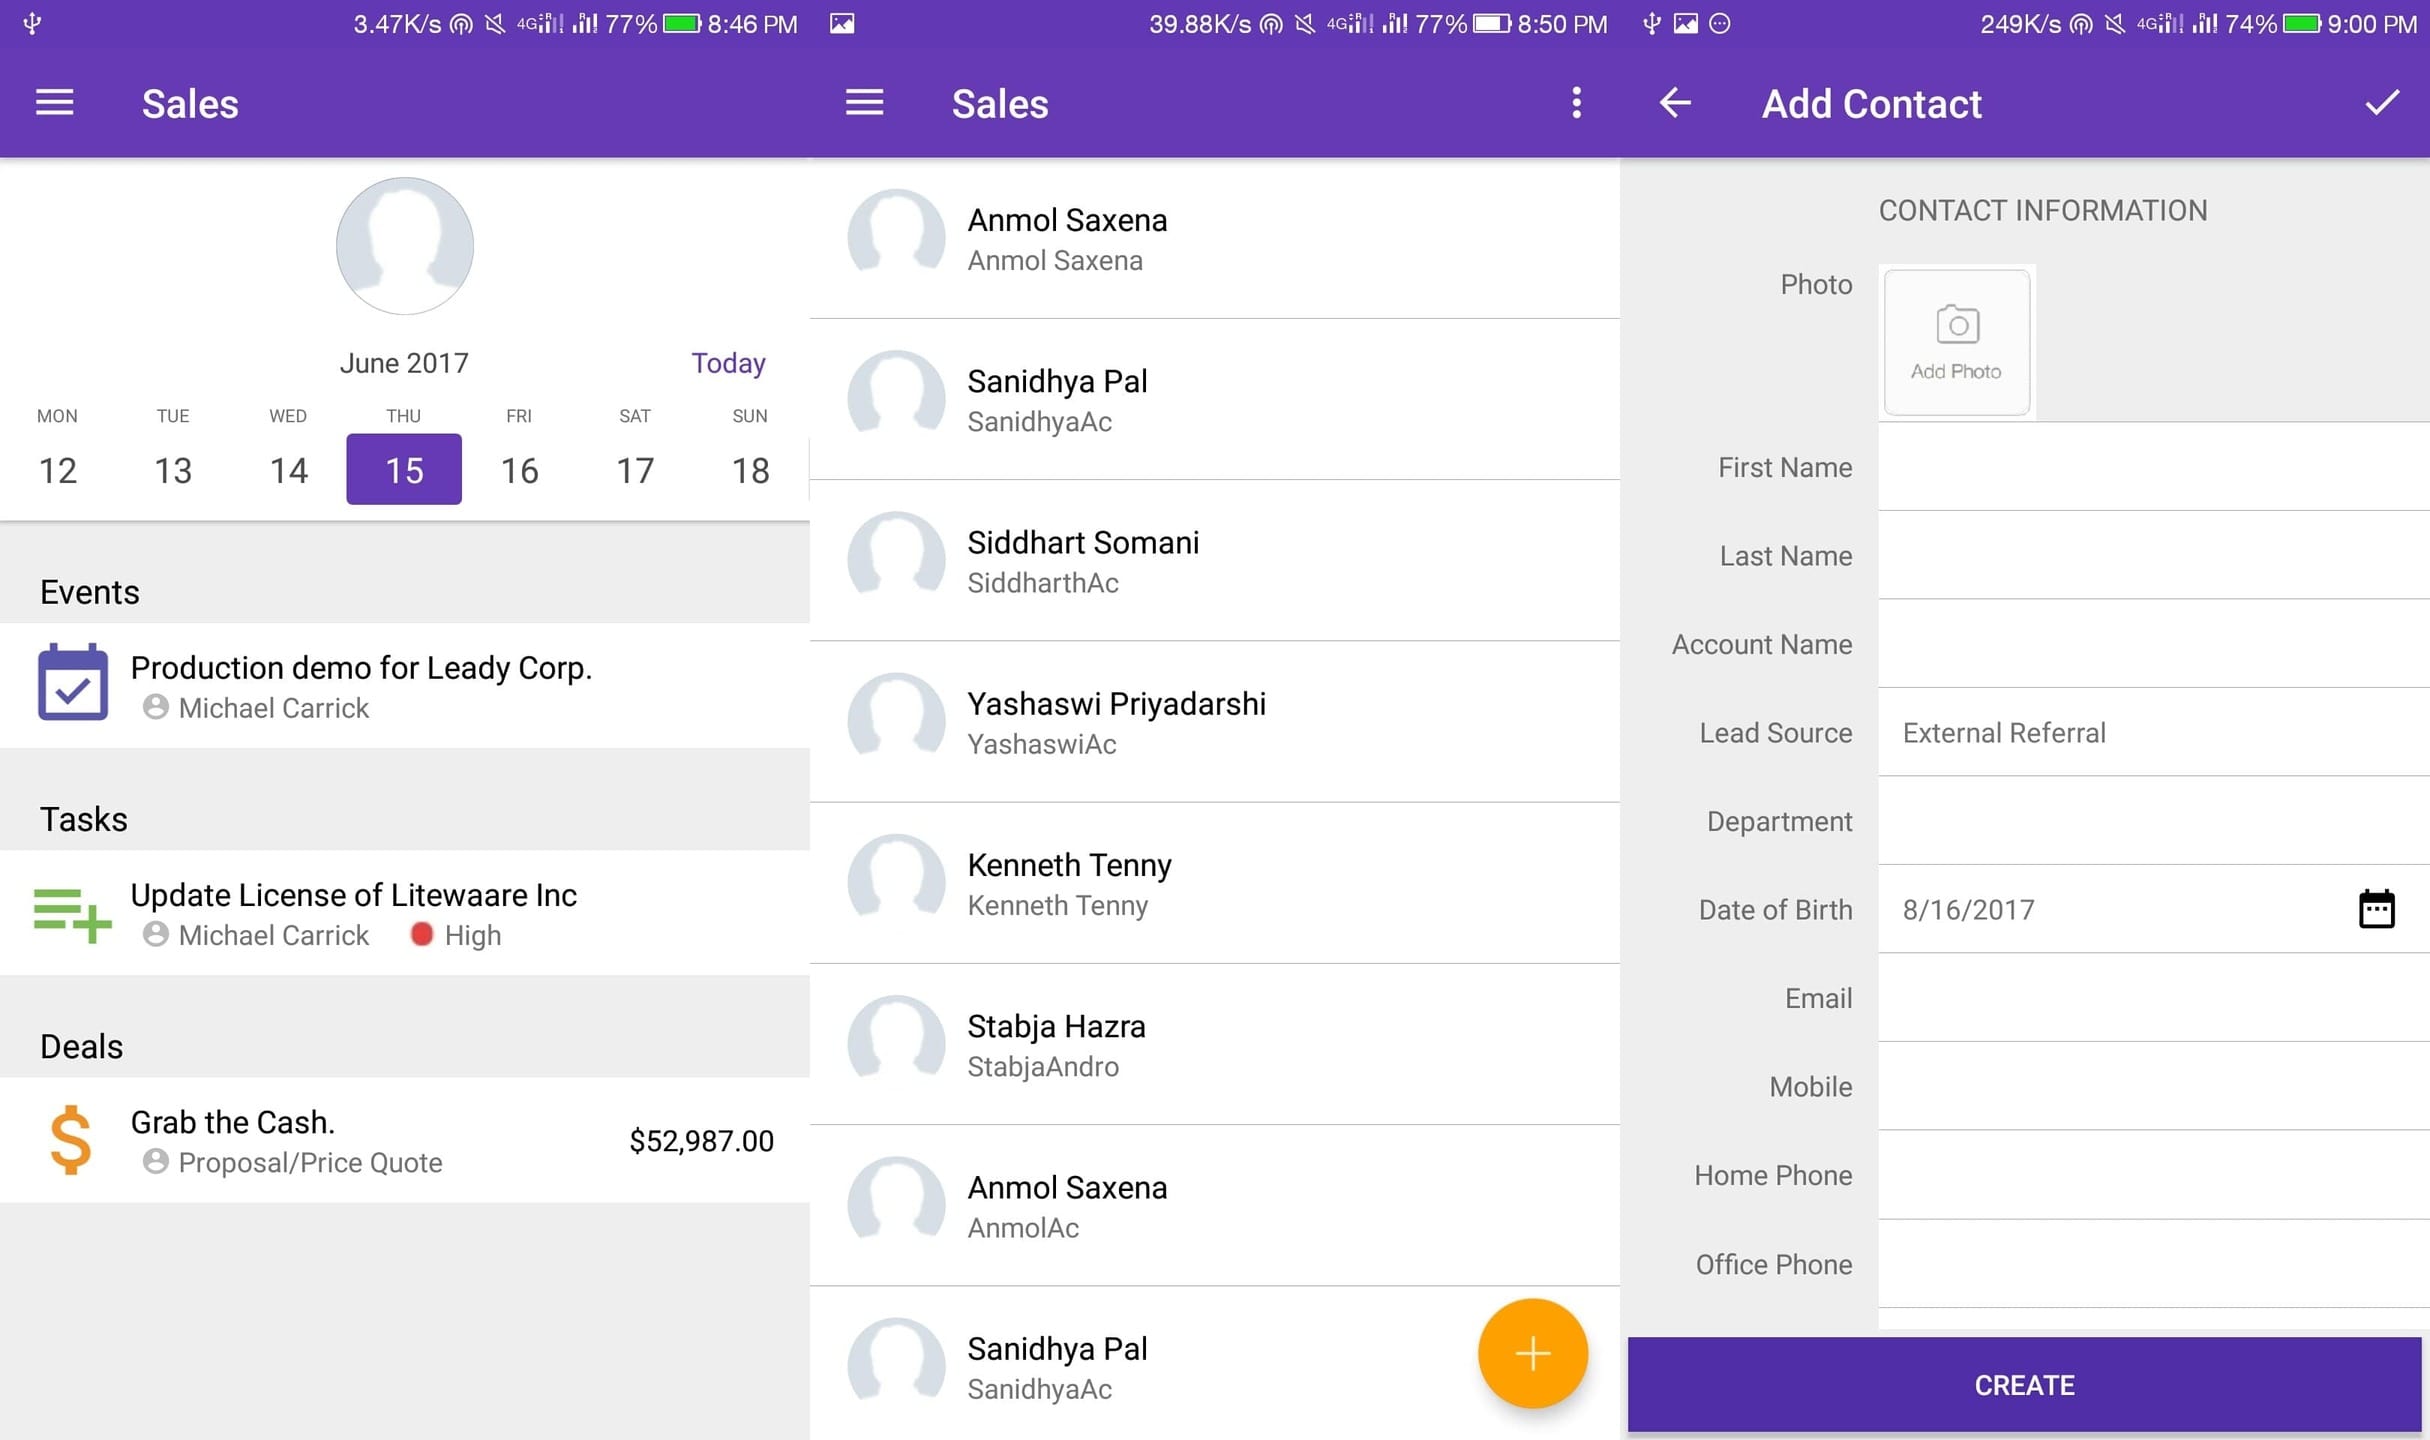 3.47K/s 4G R R 77% 8:46 PM
Sales
June 2017
Today
MON TUE WED THU FRI SAT SUN
12 13 14 15 16 17 18
Events
Production demo for Leady Corp.
Michael Carrick
Tasks
Update License of Litewaare Inc
Michael Carrick High
Deals
Grab the Cash.
$52,987.00
Proposal/Price Quote
39.88K/s 4G R R 77% 8:50 PM
Sales
Anmol Saxena
Anmol Saxena
Sanidhya Pal
SanidhyaAc
Siddhart Somani
SiddharthAc
Yashaswi Priyadarshi
YashaswiAc
Kenneth Tenny
Kenneth Tenny
Stabja Hazra
StabjaAndro
Anmol Saxena
AnmolAc
Sanidhya Pal
SanidhyaAc
249K/s 4G R R 74% 9:00 PM
Add Contact
CONTACT INFORMATION
Photo
Add Photo
First Name
Last Name
Account Name
Lead Source External Referral
Department
Date of Birth 8/16/2017
Email
Mobile
Home Phone
Office Phone
CREATE